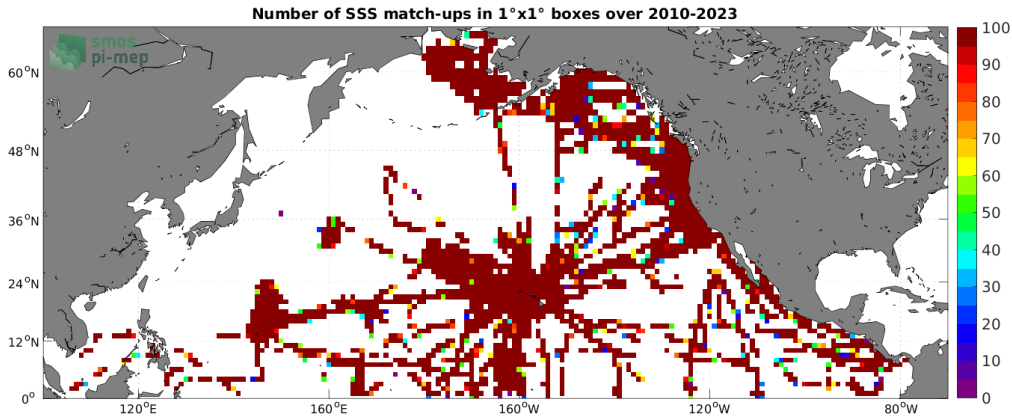 Number of SSS match-ups in 1°x1° boxes over 2010-2023
smos
pi-mep
60°N
48°N
36°N
24°N
12°N
0°
120°E
160°E
160°W
120°W
80°W
100
90
80
70
60
50
40
30
20
10
0